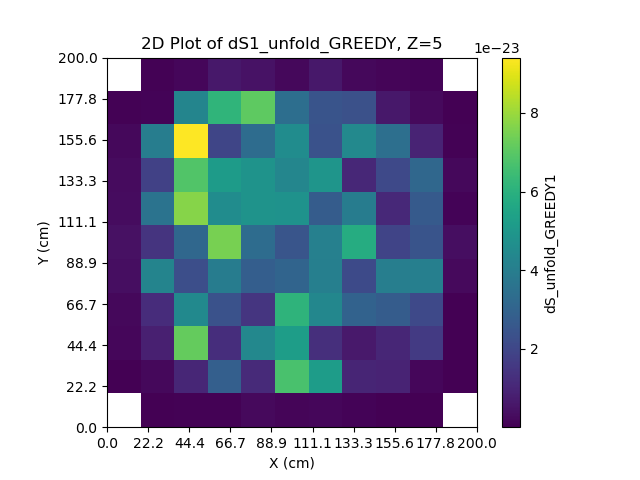 2D Plot of dS1_unfold_GREEDY, Z=5
1e−23
200.0
177.8
155.6
133.3
111.1
88.9
66.7
44.4
22.2
0.0
Y (cm)
0.0 22.2 44.4 66.7 88.9 111.1 133.3 155.6 177.8 200.0
X (cm)
8
6
4
2
dS_unfold_GREEDY1